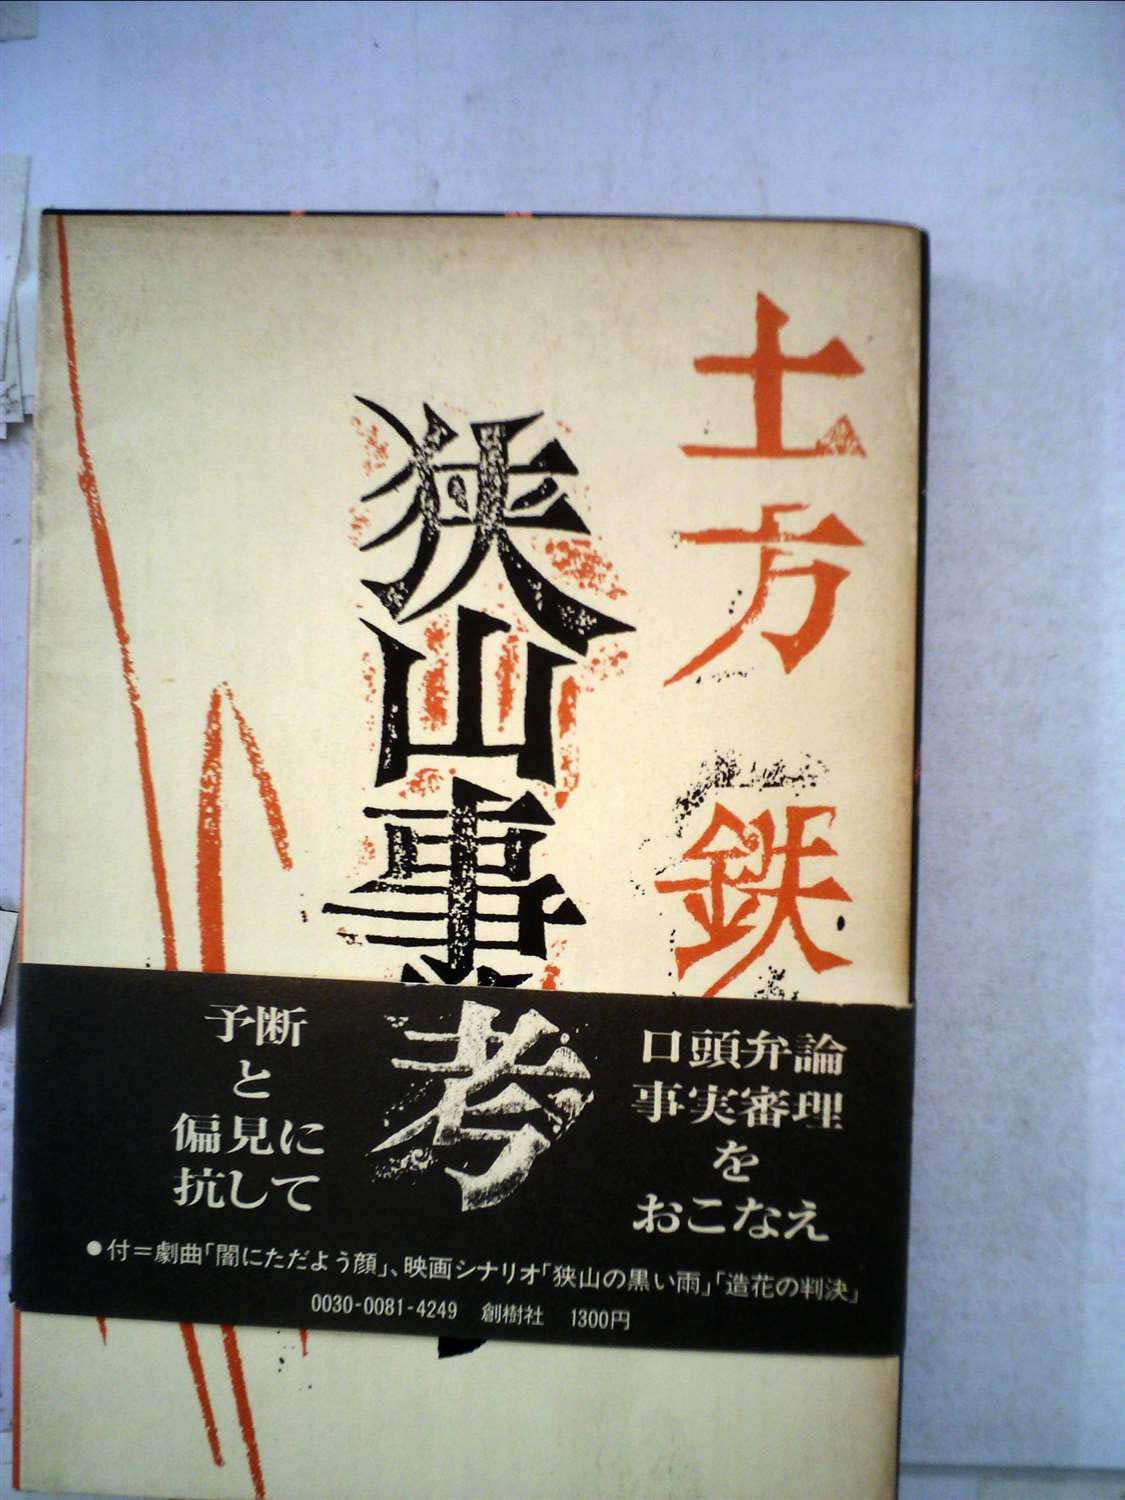 土方 鉄
狭山事
考
口頭弁論
事実審理
を
おこなえ
予断
と
偏見に
抗して
●付＝劇曲「闇にただよう顔」、映画シナリオ「狭山の黒い雨」「造花の判決」
0030-0081-4249 創樹社 1300円